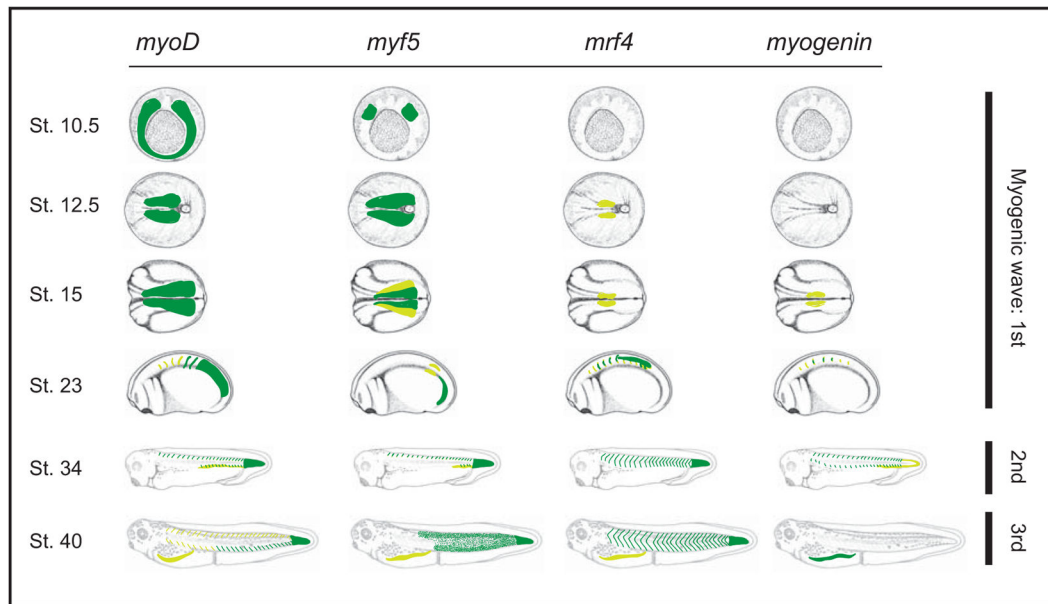 myoD myf5 mrf4 myogenin
St. 10.5
St. 12.5
St. 15
St. 23
St. 34
St. 40
Myogenic wave: 1st
2nd
3rd